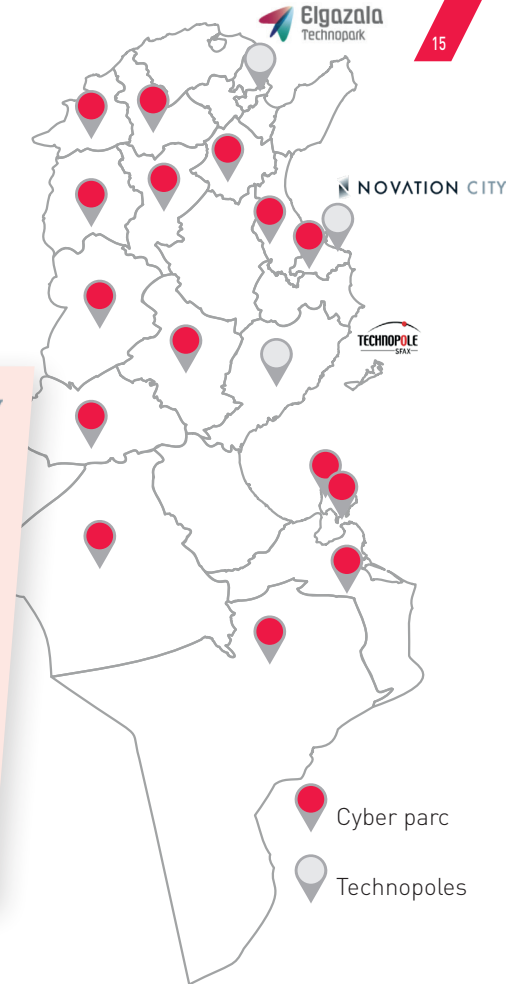 Elgazala
Technopark
15
NOVATION CITY
TECHNOPOLE
SFAX
Cyber parc
Technopoles